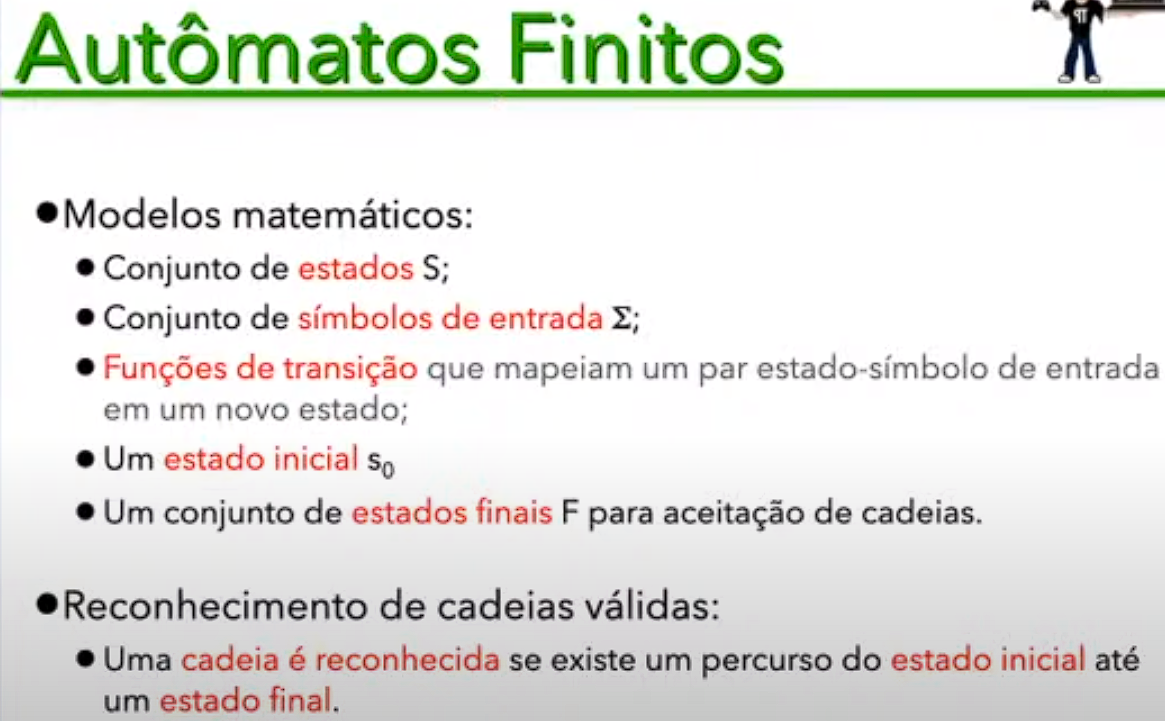 Autômatos Finitos
●Modelos matemáticos:
● Conjunto de estados S;
● Conjunto de símbolos de entrada Σ;
● Funções de transição que mapeiam um par estado-símbolo de entrada
em um novo estado;
● Um estado inicial s₀
● Um conjunto de estados finais F para aceitação de cadeias.
●Reconhecimento de cadeias válidas:
● Uma cadeia é reconhecida se existe um percurso do estado inicial até
um estado final.